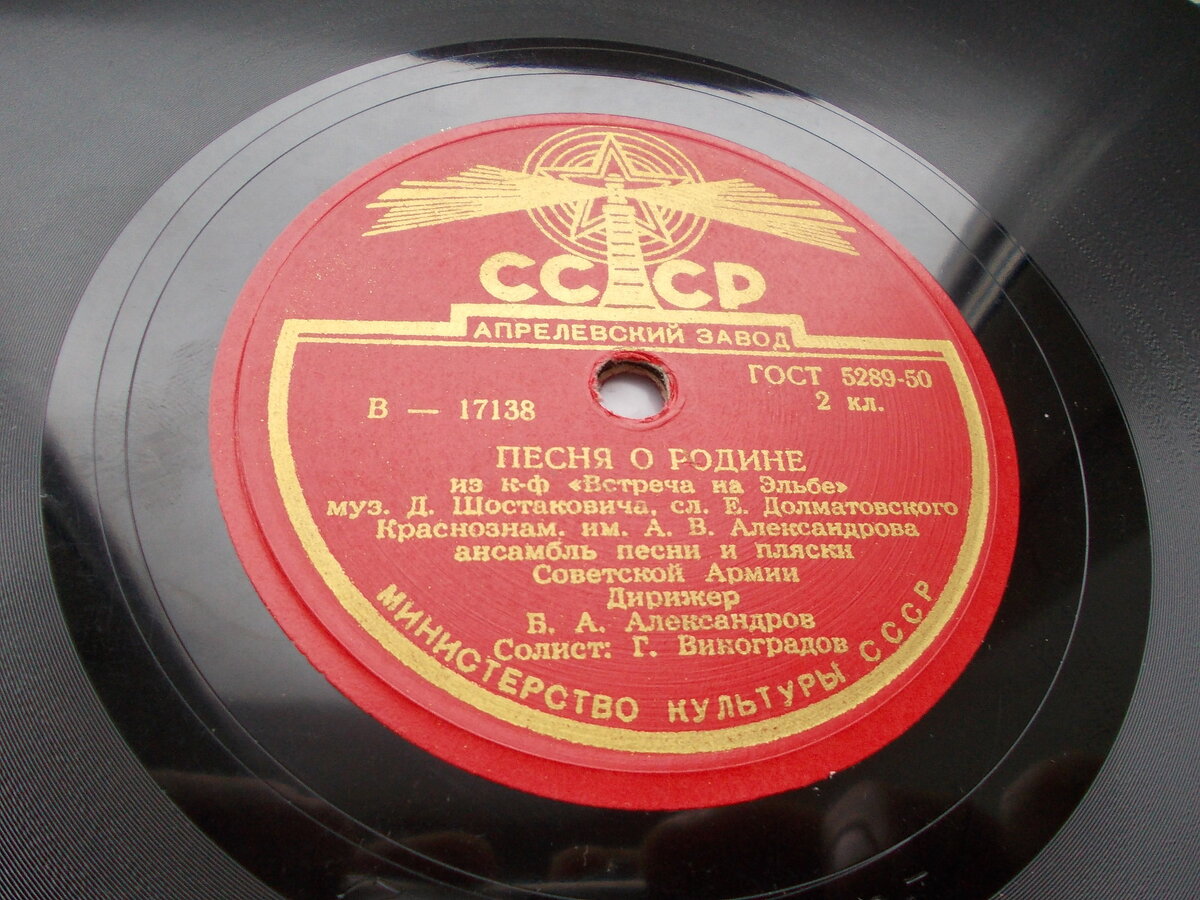 СССР
АПРЕЛЕВСКИЙ ЗАВОД
ГОСТ 5289-50
В — 17138
2 кл.
ПЕСНЯ О РОДИНЕ
из к-ф «Встреча на Эльбе»
муз. Д. Шостаковича, сл. Е. Долматовского
Краснознам. им. А. В. Александрова
ансамбль песни и пляски
Советской Армии
Дирижер
Б. А. Александров
Солист: Г. Виноградов
МИНИСТЕРСТВО КУЛЬТУРЫ СССР